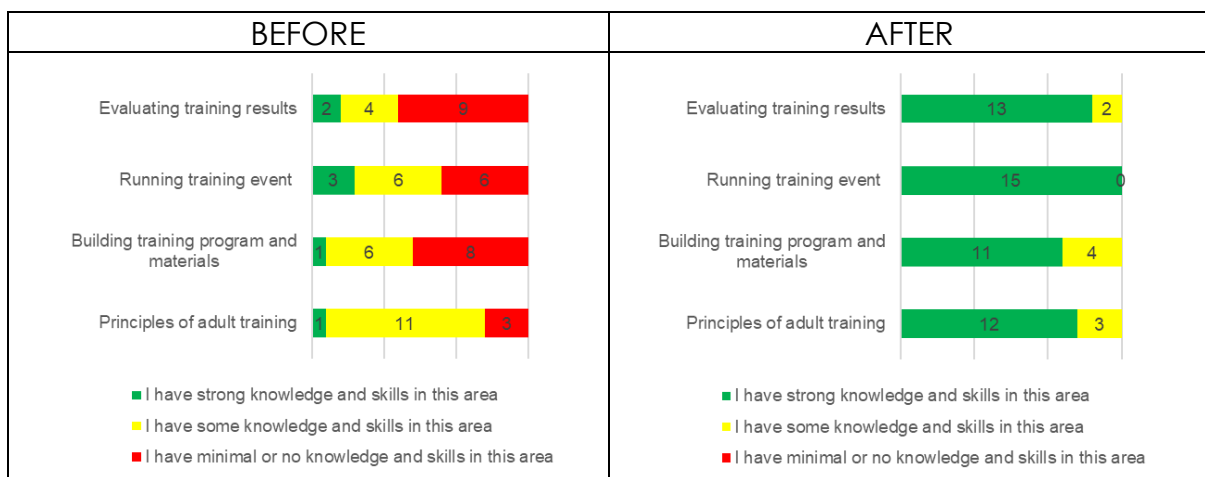 BEFORE
AFTER
Evaluating training results
2 4 9
Running training event
3 6 6
Building training program and
materials
1 6 8
Principles of adult training
1 11 3
I have strong knowledge and skills in this area
I have some knowledge and skills in this area
I have minimal or no knowledge and skills in this area
Evaluating training results
13 2
Running training event
15 0
Building training program and
materials
11 4
Principles of adult training
12 3
I have strong knowledge and skills in this area
I have some knowledge and skills in this area
I have minimal or no knowledge and skills in this area